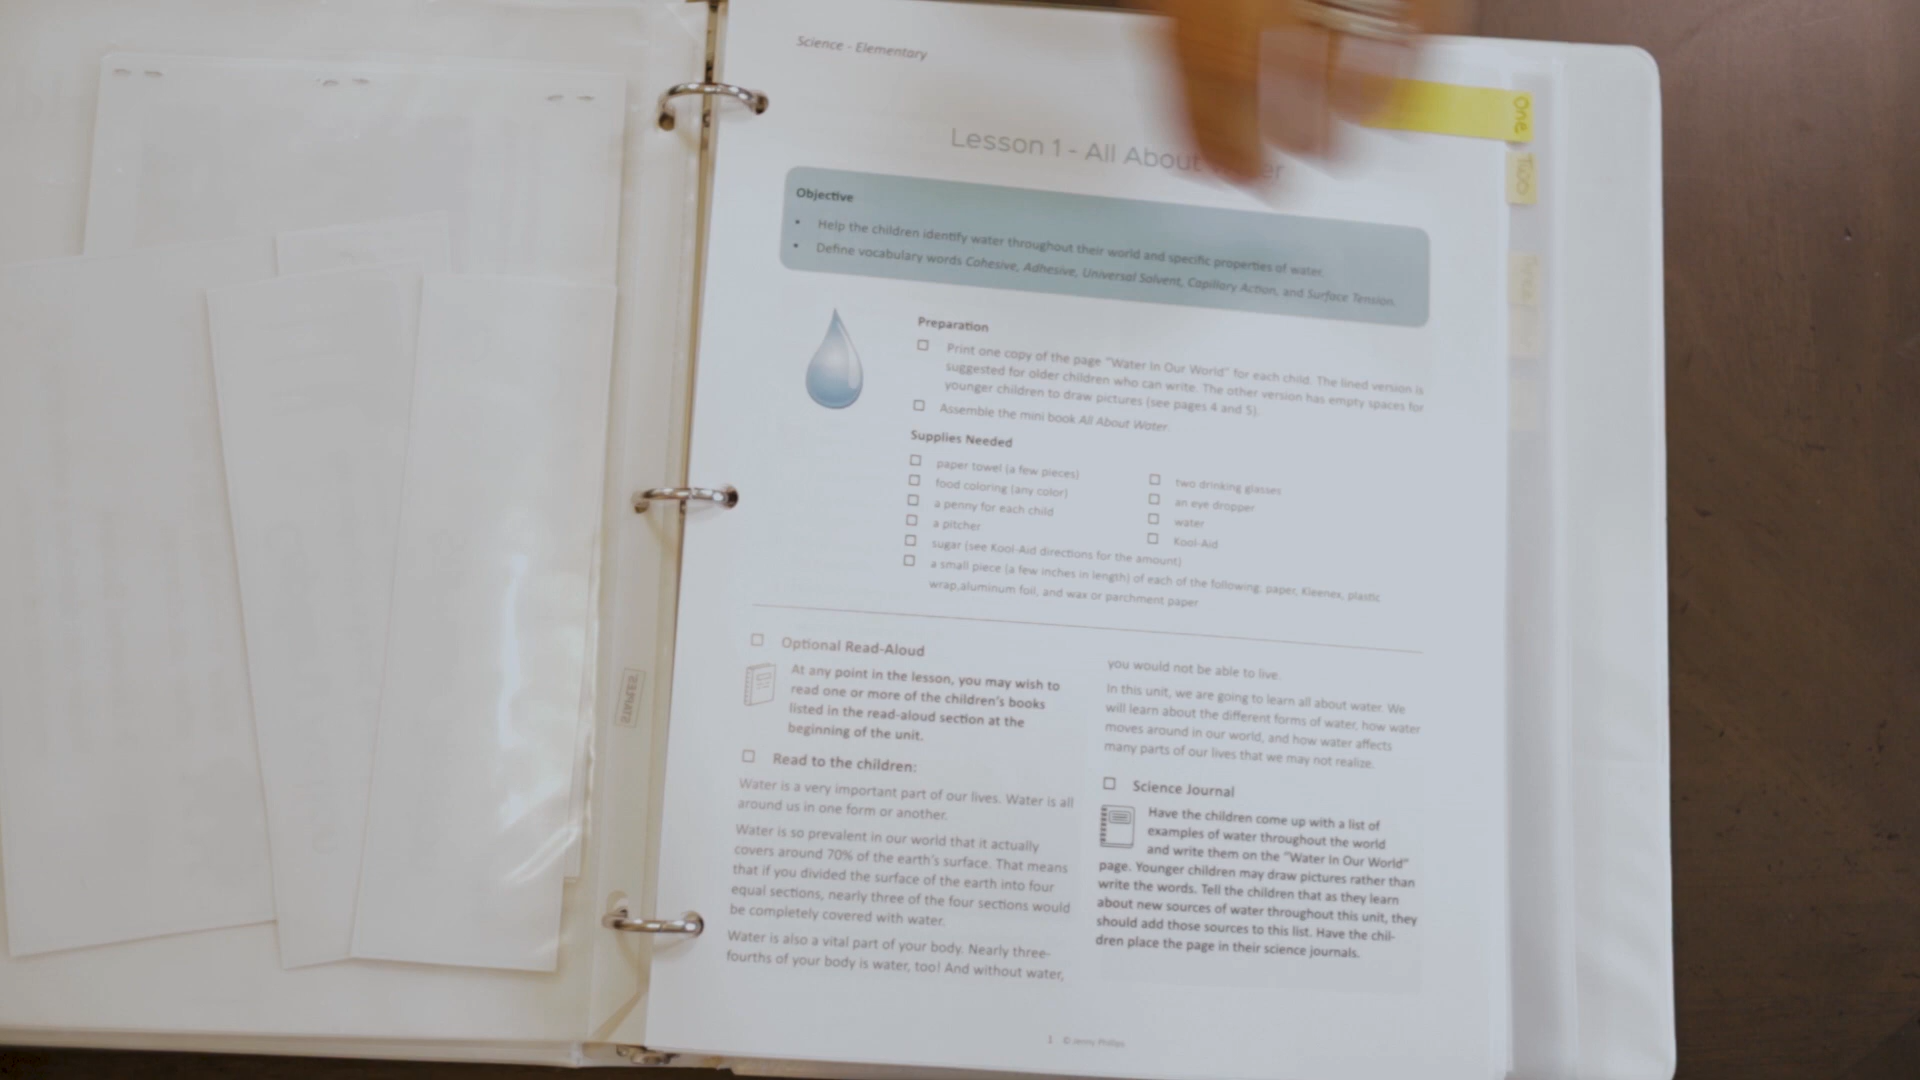 Science - Elementary
One
Two
Lesson 1 - All About
Objective
• Help the children identify water throughout their world and specific properties of water.
• Define vocabulary words Cohesive, Adhesive, Universal Solvent, Capillary Action, and Surface Tension.
Preparation
Print one copy of the page "Water In Our World" for each child. The lined version is
suggested for older children who can write. The other version has empty spaces for
younger children to draw pictures (see pages 4 and 5).
Assemble the mini book All About Water.
Supplies Needed
paper towel (a few pieces)
food coloring (any color)
a penny for each child
a pitcher
sugar (see Kool-Aid directions for the amount)
a small piece (a few inches in length) of each of the following: paper, Kleenex, plastic
wrap,aluminum foil, and wax or parchment paper
two drinking glasses
an eye dropper
water
Kool-Aid
Optional Read-Aloud
At any point in the lesson, you may wish to
read one or more of the children's books
listed in the read-aloud section at the
beginning of the unit.
Read to the children:
Water is a very important part of our lives. Water is all
around us in one form or another.
Water is so prevalent in our world that it actually
covers around 70% of the earth's surface. That means
that if you divided the surface of the earth into four
equal sections, nearly three of the four sections would
be completely covered with water.
Water is also a vital part of your body. Nearly three-
fourths of your body is water, too! And without water,
you would not be able to live.
In this unit, we are going to learn all about water. We
will learn about the different forms of water, how water
moves around in our world, and how water affects
many parts of our lives that we may not realize.
Science Journal
Have the children come up with a list of
examples of water throughout the world
and write them on the "Water In Our World"
page. Younger children may draw pictures rather than
write the words. Tell the children that as they learn
about new sources of water throughout this unit, they
should add those sources to this list. Have the chil-
dren place the page in their science journals.
1 © Jenny Phillips